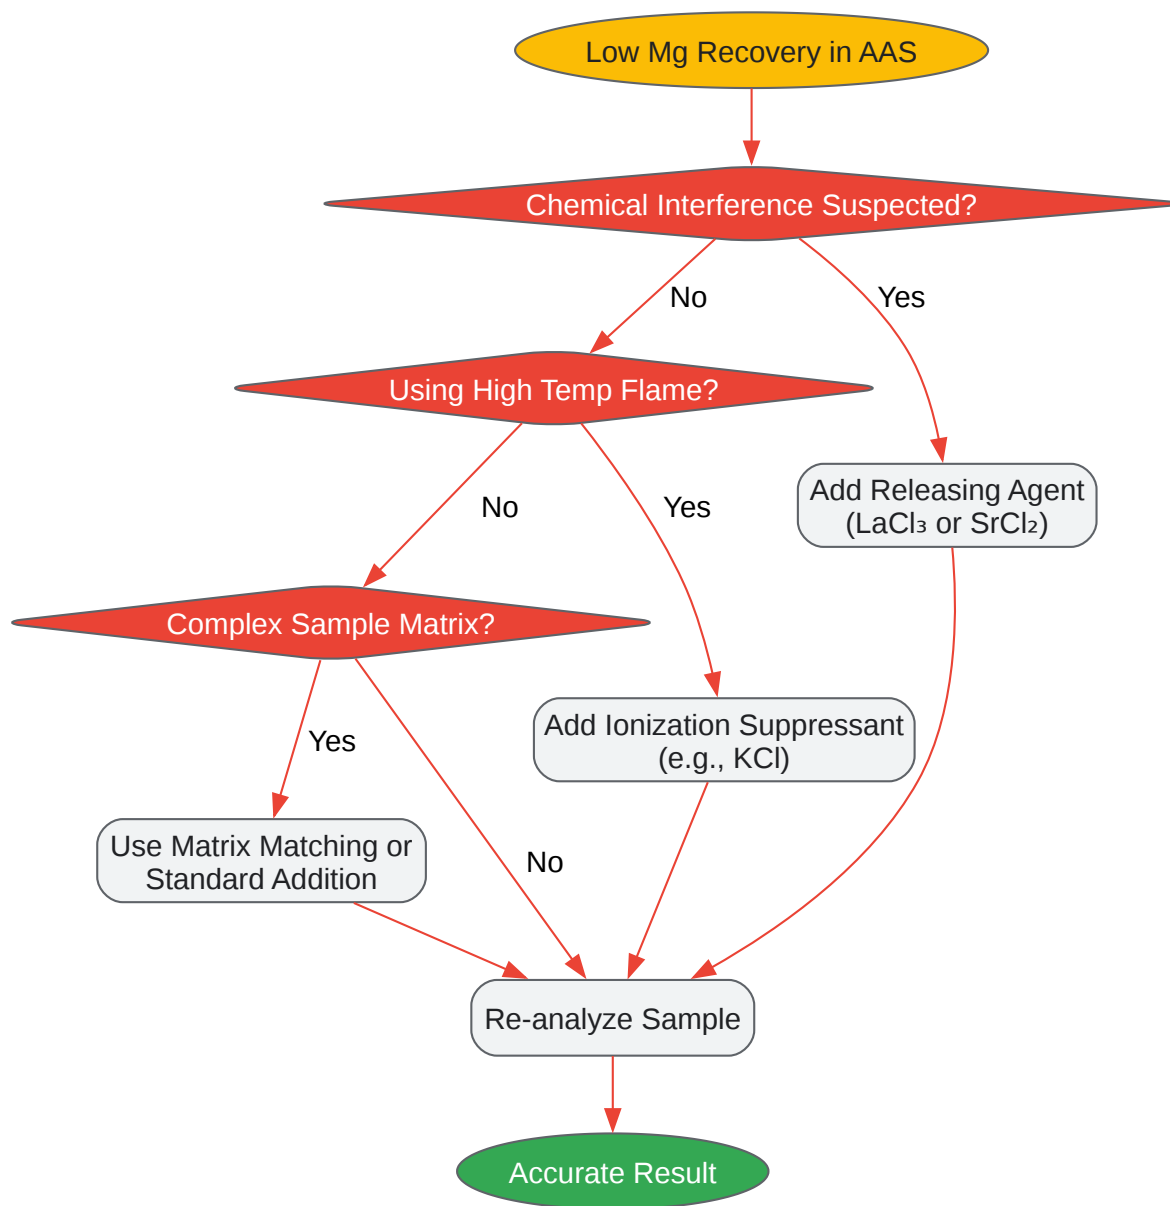 Low Mg Recovery in AAS
Chemical Interference Suspected?
No
Yes
Using High Temp Flame?
No
Yes
Add Releasing Agent
(LaCl₃ or SrCl₂)
Complex Sample Matrix?
Yes
No
Add Ionization Suppressant
(e.g., KCl)
Use Matrix Matching or
Standard Addition
Re-analyze Sample
Accurate Result